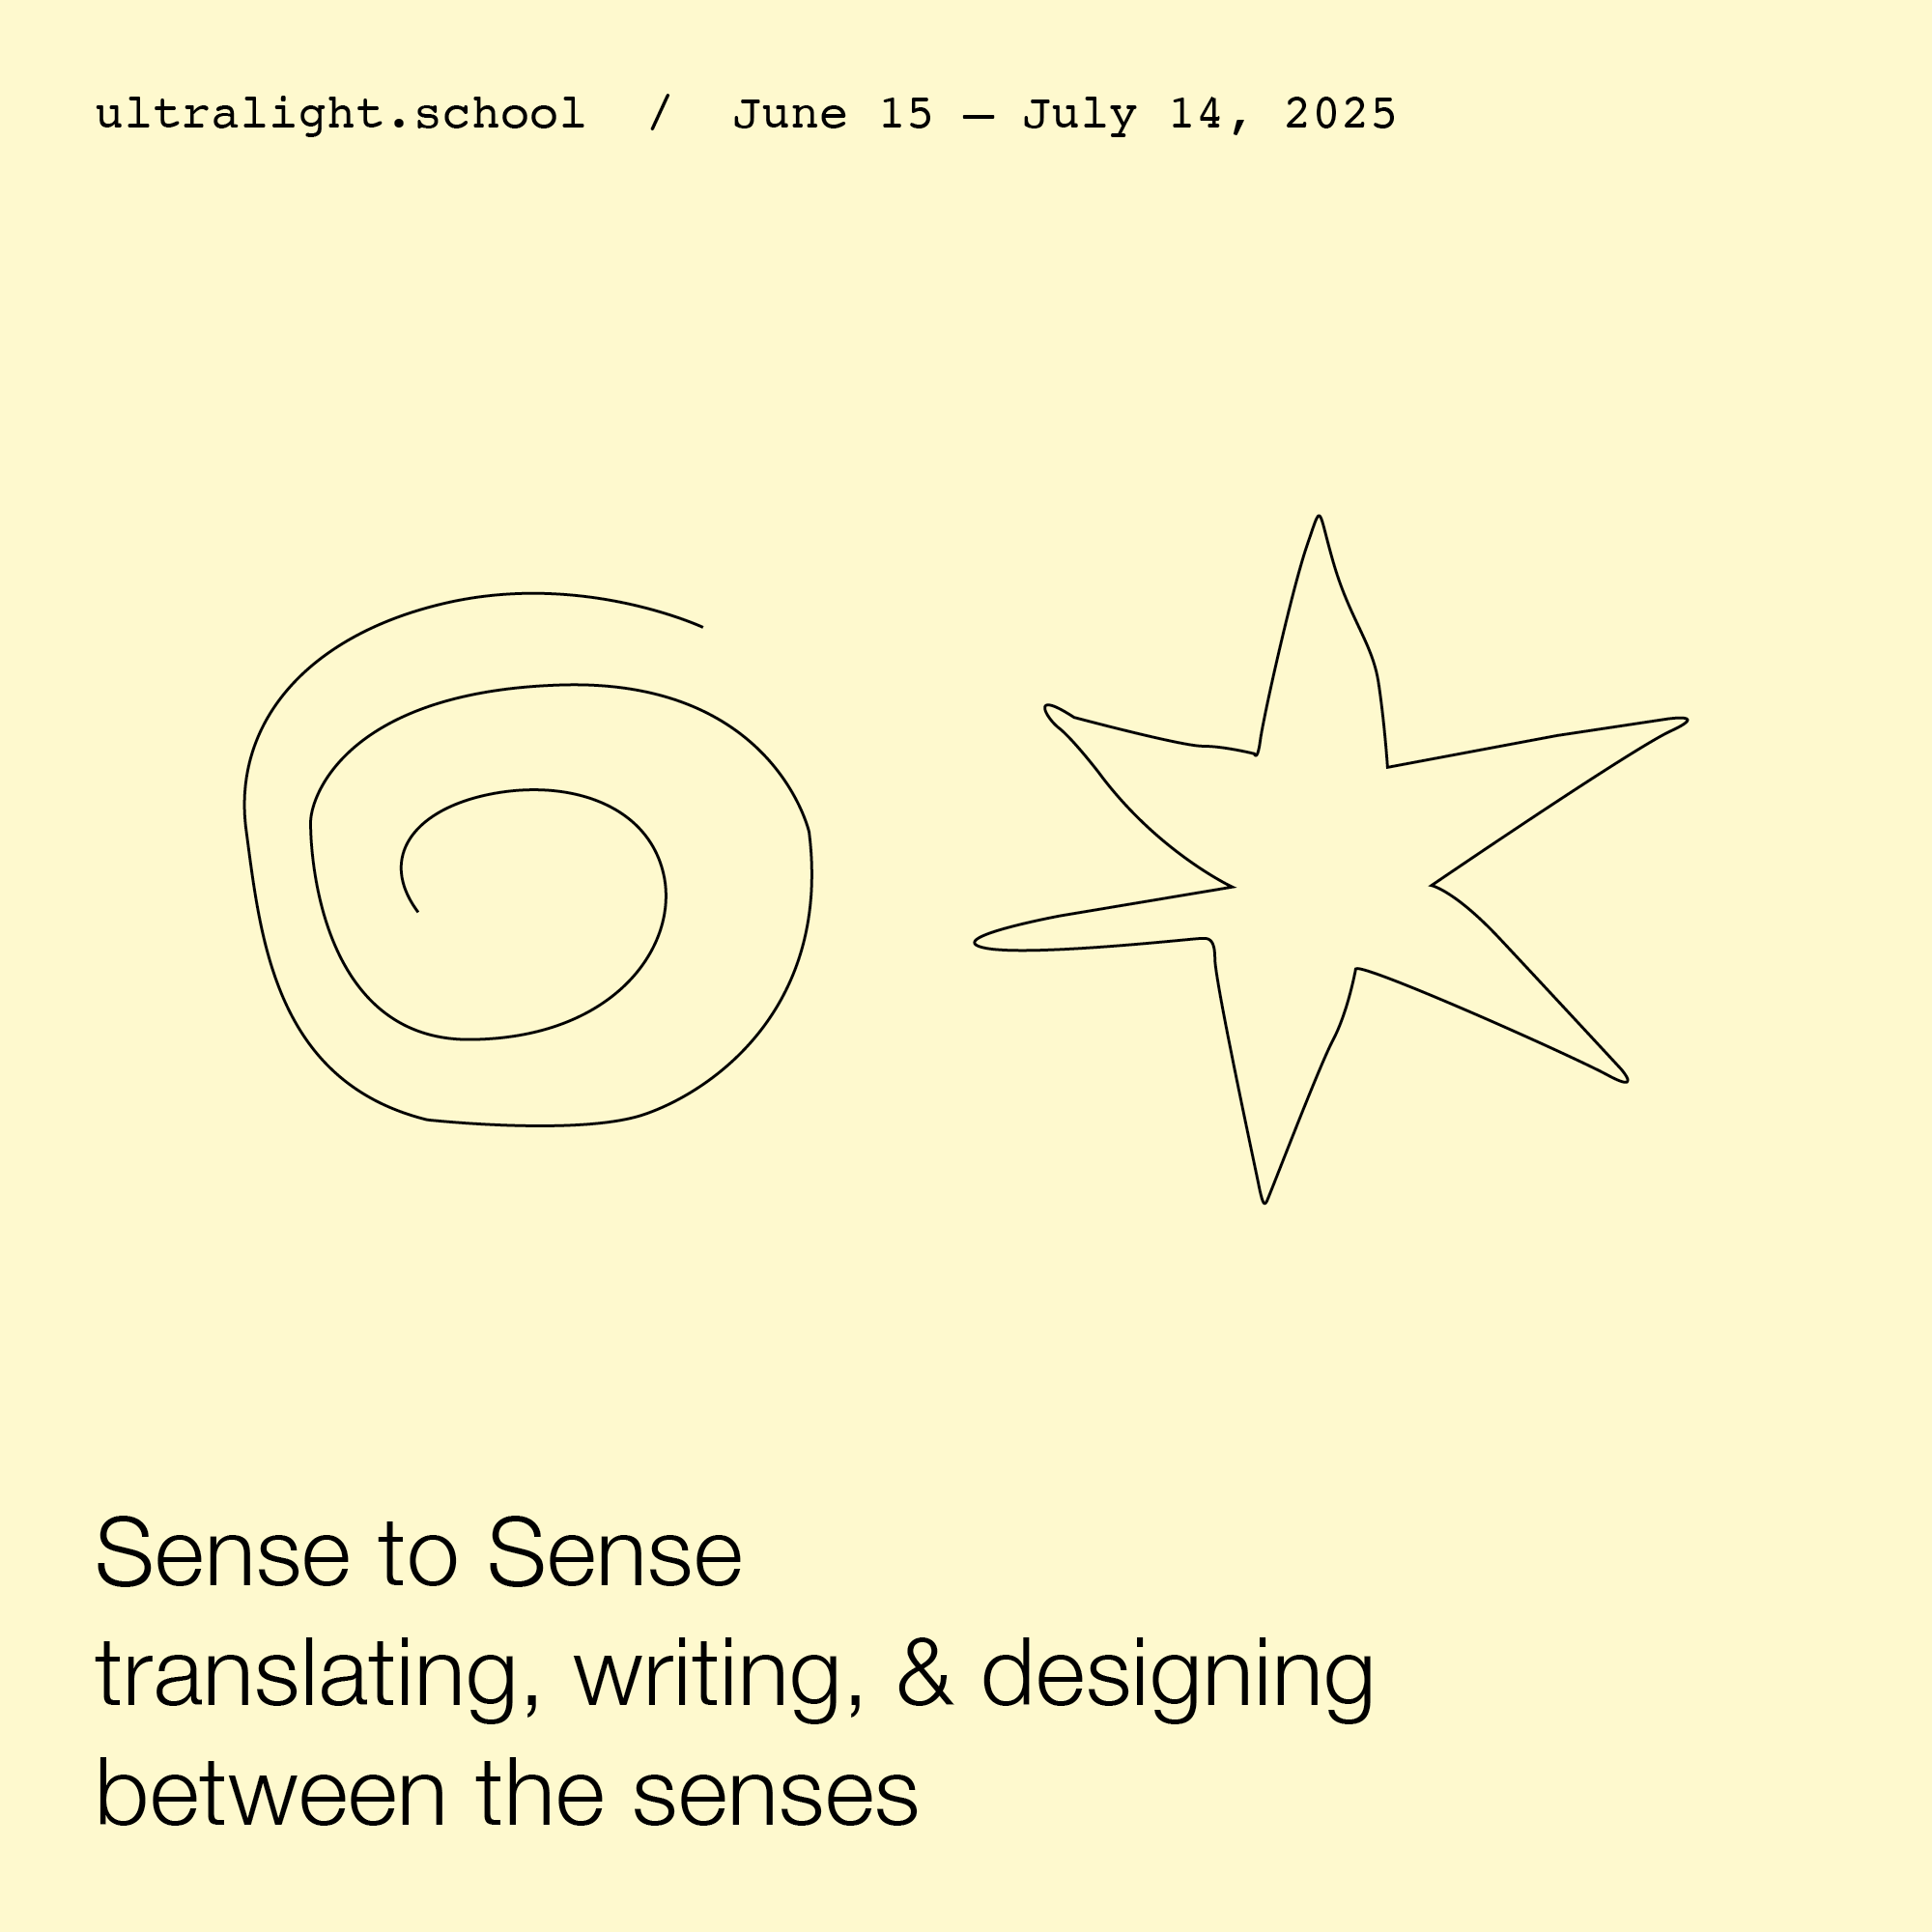 ultralight.school / June 15 — July 14, 2025
Sense to Sense
translating, writing, & designing
between the senses